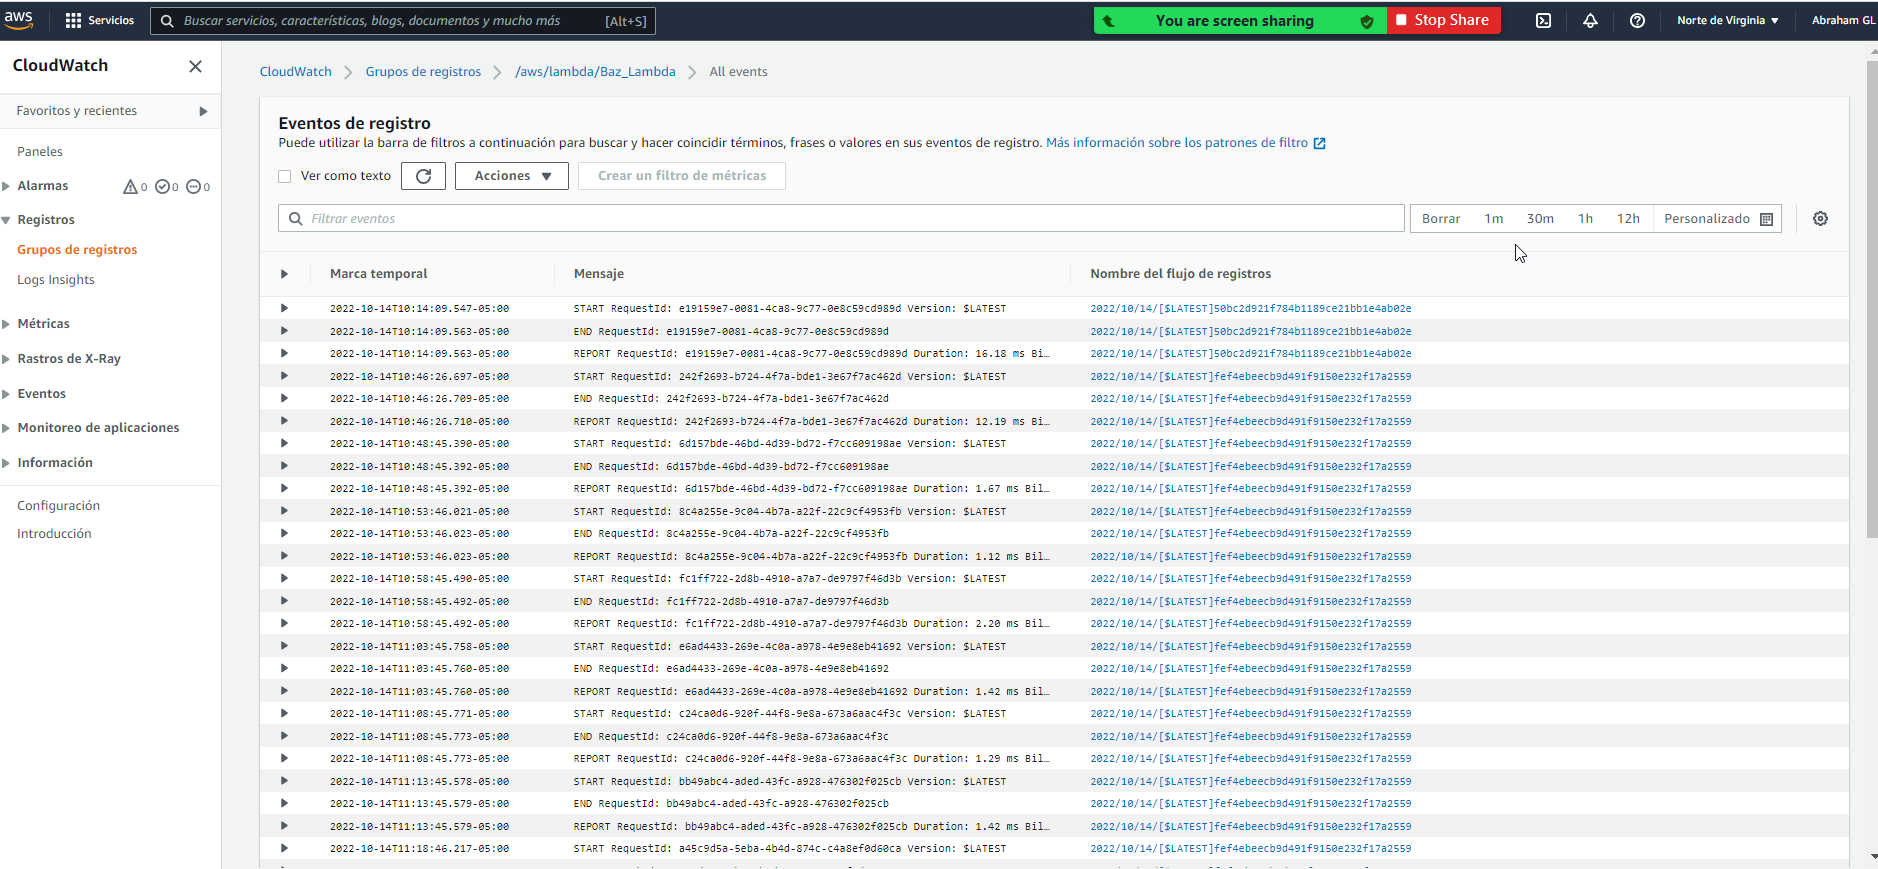 aws Servicios Buscar servicios, características, blogs, documentos y mucho más [Alt+S] You are screen sharing Stop Share Norte de Virginia Abraham GL
CloudWatch
Favoritos y recientes
Paneles
Alarmas 0 0 0
Registros
Grupos de registros
Logs Insights
Métricas
Rastros de X-Ray
Eventos
Monitoreo de aplicaciones
Información
Configuración
Introducción
CloudWatch Grupos de registros /aws/lambda/Baz_Lambda All events
Eventos de registro
Puede utilizar la barra de filtros a continuación para buscar y hacer coincidir términos, frases o valores en sus eventos de registro. Más información sobre los patrones de filtro
Ver como texto Acciones Crear un filtro de métricas
Filtrar eventos Borrar 1m 30m 1h 12h Personalizado
Marca temporal Mensaje Nombre del flujo de registros
2022-10-14T10:14:09.547-05:00 START RequestId: e19159e7-0081-4ca8-9c77-0e8c59cd989d Version: $LATEST 2022/10/14/[$LATEST]50bc2d921f784b1189ce21bb1e4ab02e
2022-10-14T10:14:09.563-05:00 END RequestId: e19159e7-0081-4ca8-9c77-0e8c59cd989d 2022/10/14/[$LATEST]50bc2d921f784b1189ce21bb1e4ab02e
2022-10-14T10:14:09.563-05:00 REPORT RequestId: e19159e7-0081-4ca8-9c77-0e8c59cd989d Duration: 16.18 ms Bi… 2022/10/14/[$LATEST]50bc2d921f784b1189ce21bb1e4ab02e
2022-10-14T10:46:26.697-05:00 START RequestId: 242f2693-b724-4f7a-bde1-3e67f7ac462d Version: $LATEST 2022/10/14/[$LATEST]fef4ebeecb9d491f9150e232f17a2559
2022-10-14T10:46:26.709-05:00 END RequestId: 242f2693-b724-4f7a-bde1-3e67f7ac462d 2022/10/14/[$LATEST]fef4ebeecb9d491f9150e232f17a2559
2022-10-14T10:46:26.710-05:00 REPORT RequestId: 242f2693-b724-4f7a-bde1-3e67f7ac462d Duration: 12.19 ms Bi… 2022/10/14/[$LATEST]fef4ebeecb9d491f9150e232f17a2559
2022-10-14T10:48:45.390-05:00 START RequestId: 6d157bde-46bd-4d39-bd72-f7cc609198ae Version: $LATEST 2022/10/14/[$LATEST]fef4ebeecb9d491f9150e232f17a2559
2022-10-14T10:48:45.392-05:00 END RequestId: 6d157bde-46bd-4d39-bd72-f7cc609198ae 2022/10/14/[$LATEST]fef4ebeecb9d491f9150e232f17a2559
2022-10-14T10:48:45.392-05:00 REPORT RequestId: 6d157bde-46bd-4d39-bd72-f7cc609198ae Duration: 1.67 ms Bil… 2022/10/14/[$LATEST]fef4ebeecb9d491f9150e232f17a2559
2022-10-14T10:53:46.021-05:00 START RequestId: 8c4a255e-9c04-4b7a-a22f-22c9cf4953fb Version: $LATEST 2022/10/14/[$LATEST]fef4ebeecb9d491f9150e232f17a2559
2022-10-14T10:53:46.023-05:00 END RequestId: 8c4a255e-9c04-4b7a-a22f-22c9cf4953fb 2022/10/14/[$LATEST]fef4ebeecb9d491f9150e232f17a2559
2022-10-14T10:53:46.023-05:00 REPORT RequestId: 8c4a255e-9c04-4b7a-a22f-22c9cf4953fb Duration: 1.12 ms Bil… 2022/10/14/[$LATEST]fef4ebeecb9d491f9150e232f17a2559
2022-10-14T10:58:45.490-05:00 START RequestId: fc1ff722-2d8b-4910-a7a7-de9797f46d3b Version: $LATEST 2022/10/14/[$LATEST]fef4ebeecb9d491f9150e232f17a2559
2022-10-14T10:58:45.492-05:00 END RequestId: fc1ff722-2d8b-4910-a7a7-de9797f46d3b 2022/10/14/[$LATEST]fef4ebeecb9d491f9150e232f17a2559
2022-10-14T10:58:45.492-05:00 REPORT RequestId: fc1ff722-2d8b-4910-a7a7-de9797f46d3b Duration: 2.20 ms Bil… 2022/10/14/[$LATEST]fef4ebeecb9d491f9150e232f17a2559
2022-10-14T11:03:45.758-05:00 START RequestId: e6ad4433-269e-4c0a-a978-4e9e8eb41692 Version: $LATEST 2022/10/14/[$LATEST]fef4ebeecb9d491f9150e232f17a2559
2022-10-14T11:03:45.760-05:00 END RequestId: e6ad4433-269e-4c0a-a978-4e9e8eb41692 2022/10/14/[$LATEST]fef4ebeecb9d491f9150e232f17a2559
2022-10-14T11:03:45.760-05:00 REPORT RequestId: e6ad4433-269e-4c0a-a978-4e9e8eb41692 Duration: 1.42 ms Bil… 2022/10/14/[$LATEST]fef4ebeecb9d491f9150e232f17a2559
2022-10-14T11:08:45.771-05:00 START RequestId: c24ca0d6-920f-44f8-9e8a-673a6aac4f3c Version: $LATEST 2022/10/14/[$LATEST]fef4ebeecb9d491f9150e232f17a2559
2022-10-14T11:08:45.773-05:00 END RequestId: c24ca0d6-920f-44f8-9e8a-673a6aac4f3c 2022/10/14/[$LATEST]fef4ebeecb9d491f9150e232f17a2559
2022-10-14T11:08:45.773-05:00 REPORT RequestId: c24ca0d6-920f-44f8-9e8a-673a6aac4f3c Duration: 1.29 ms Bil… 2022/10/14/[$LATEST]fef4ebeecb9d491f9150e232f17a2559
2022-10-14T11:13:45.578-05:00 START RequestId: bb49abc4-aded-43fc-a928-476302f025cb Version: $LATEST 2022/10/14/[$LATEST]fef4ebeecb9d491f9150e232f17a2559
2022-10-14T11:13:45.579-05:00 END RequestId: bb49abc4-aded-43fc-a928-476302f025cb 2022/10/14/[$LATEST]fef4ebeecb9d491f9150e232f17a2559
2022-10-14T11:13:45.579-05:00 REPORT RequestId: bb49abc4-aded-43fc-a928-476302f025cb Duration: 1.42 ms Bil… 2022/10/14/[$LATEST]fef4ebeecb9d491f9150e232f17a2559
2022-10-14T11:18:46.217-05:00 START RequestId: a45c9d5a-5eba-4b4d-874c-c4a8ef0d60ca Version: $LATEST 2022/10/14/[$LATEST]fef4ebeecb9d491f9150e232f17a2559